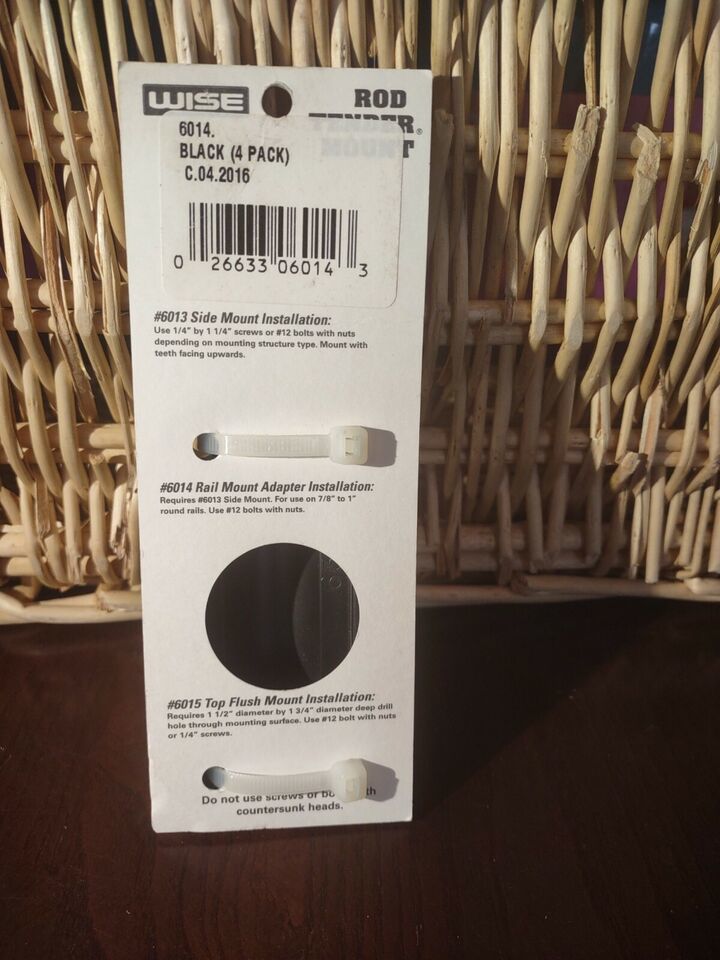 WISE
ROD
TENDER®
MOUNT
6014.
BLACK (4 PACK)
C.04.2016
0 26633 06014 3
#6013 Side Mount Installation:
Use 1/4" by 1 1/4" screws or #12 bolts with nuts
depending on mounting structure type. Mount with
teeth facing upwards.
#6014 Rail Mount Adapter Installation:
Requires #6013 Side Mount. For use on 7/8" to 1"
round rails. Use #12 bolts with nuts.
#6015 Top Flush Mount Installation:
Requires 1 1/2" diameter by 1 3/4" diameter deep drill
hole through mounting surface. Use #12 bolt with nuts
or 1/4" screws.
Do not use screws or
countersunk heads.